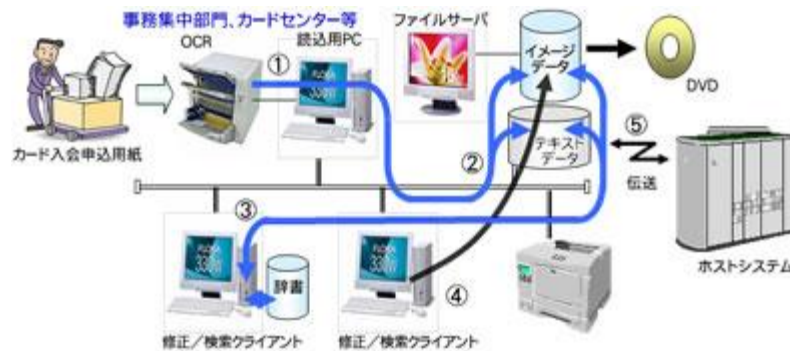 事務集中部門、カードセンター等
OCR
読込用PC
ファイルサーバ
①
イメージ
データ
DVD
カード入会申込用紙
②
テキスト
データ
⑤
伝送
③
ホストシステム
辞書
④
修正／検索クライアント
修正／検索クライアント